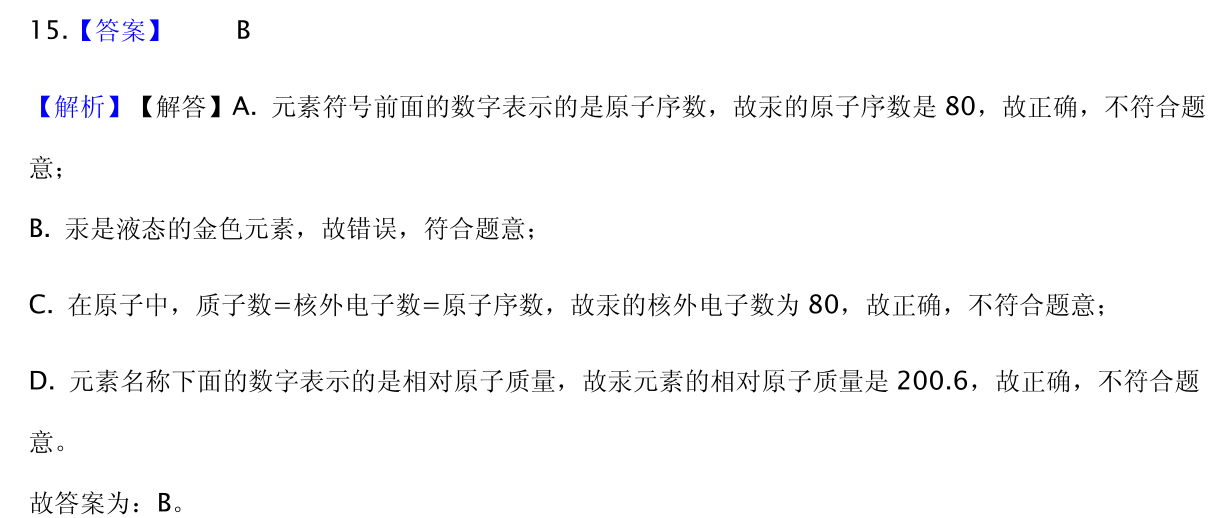 15.【答案】 B
【解析】【解答】A. 元素符号前面的数字表示的是原子序数，故汞的原子序数是 80，故正确，不符合题
意；
B. 汞是液态的金色元素，故错误，符合题意；
C. 在原子中，质子数=核外电子数=原子序数，故汞的核外电子数为 80，故正确，不符合题意；
D. 元素名称下面的数字表示的是相对原子质量，故汞元素的相对原子质量是 200.6，故正确，不符合题
意。
故答案为：B。